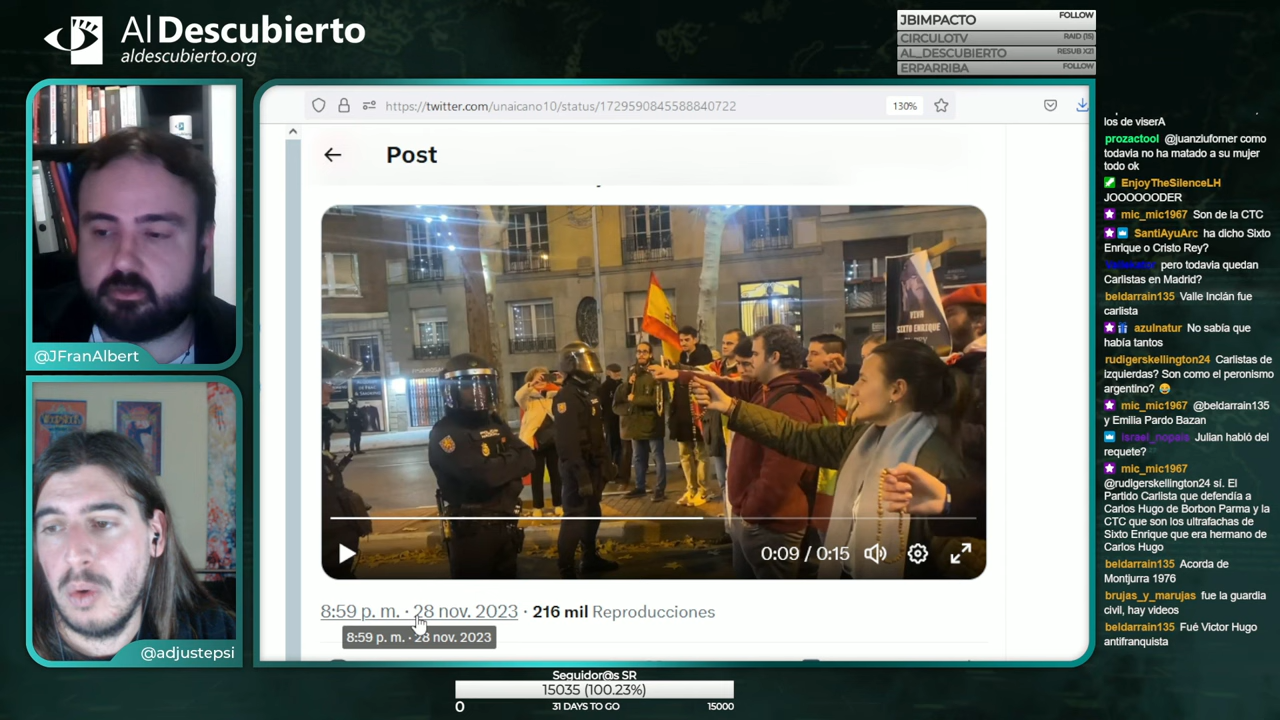 Al Descubierto
aldescubierto.org
JBIMPACTO FOLLOW
CIRCULOTV RAID (15)
AL_DESCUBIERTO RESUB X21
ERPARRIBA FOLLOW
https://twitter.com/unaicano10/status/1729590845588840722
130%
Post
@JFranAlbert
@adjustepsi
VIVA
SIXTO ENRIQUE
0:09 / 0:15
8:59 p. m. · 28 nov. 2023 · 216 mil Reproducciones
8:59 p. m. · 28 nov. 2023
los de viserA
prozactool @juanziuforner como
todavia no ha matado a su mujer
todo ok
EnjoyTheSilenceLH
JOOOOOODER
mic_mic1967 Son de la CTC
SantiAyuArc ha dicho Sixto
Enrique o Cristo Rey?
pero todavia quedan
Carlistas en Madrid?
beldarrain135 Valle Inclán fue
carlista
azulnatur No sabía que
había tantos
rudigerskellington24 Carlistas de
izquierdas? Son como el peronismo
argentino?
mic_mic1967 @beldarrain135
y Emilia Pardo Bazan
israel_nopala Julian habló del
requete?
mic_mic1967
@rudigerskellington24 sí. El
Partido Carlista que defendía a
Carlos Hugo de Borbon Parma y la
CTC que son los ultrafachas de
Sixto Enrique que era hermano de
Carlos Hugo
beldarrain135 Acorda de
Montjurra 1976
brujas_y_marujas fue la guardia
civil, hay videos
beldarrain135 Fué Victor Hugo
antifranquista
Seguidor@s SR
15035 (100.23%)
0 31 DAYS TO GO 15000